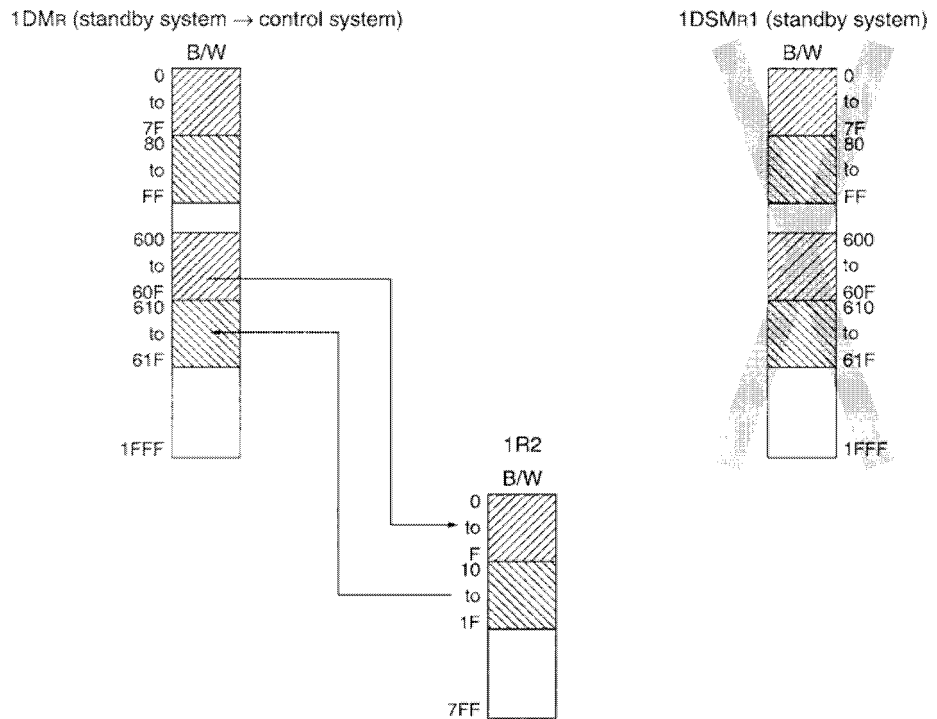 1DMR (standby system → control system)
B/W
0
to
7F
80
to
FF
600
to
60F
610
to
61F
1FFF
1DSMR1 (standby system)
B/W
0
to
7F
80
to
FF
600
to
60F
610
to
61F
1FFF
1R2
B/W
0
to
F
10
to
1F
7FF